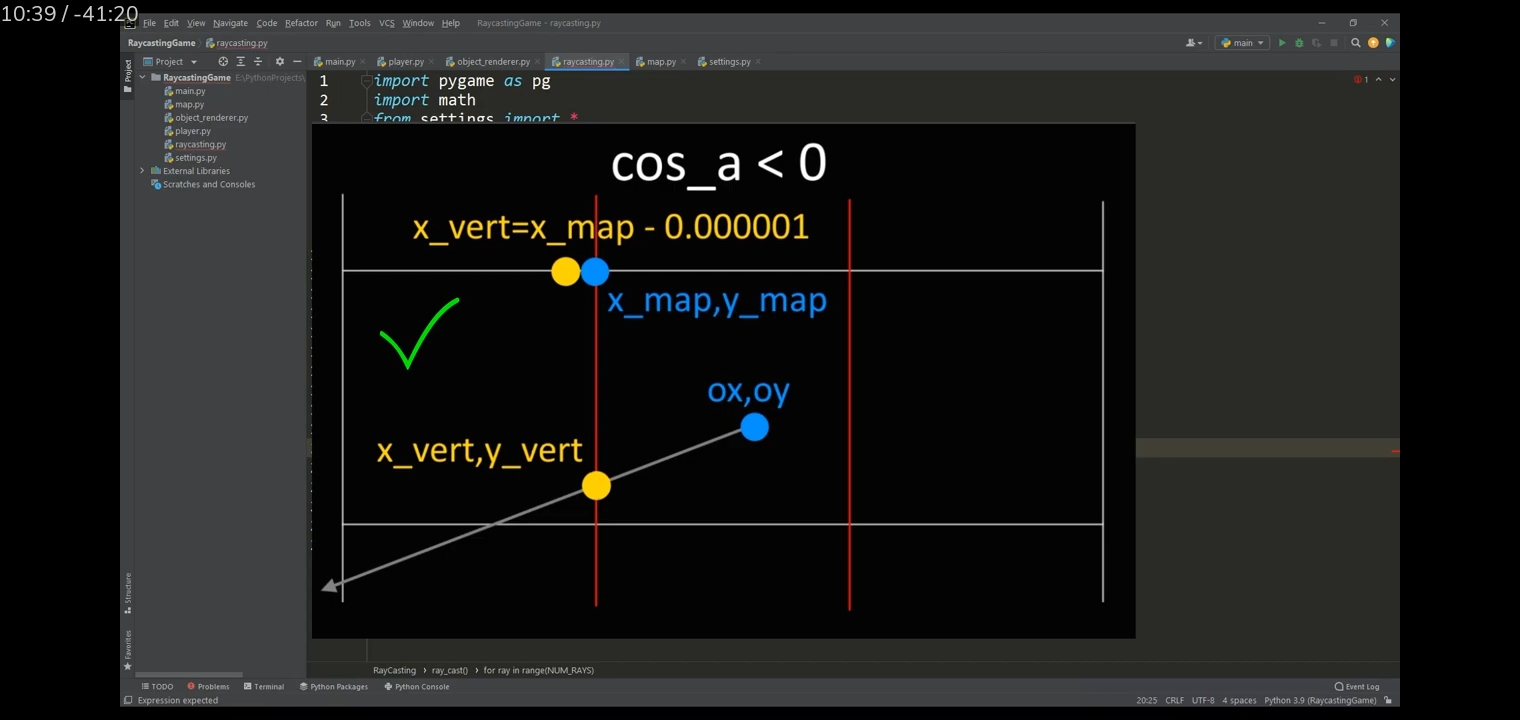 10:39 / -41:20
File Edit View Navigate Code Refactor Run Tools VCS Window Help RaycastingGame - raycasting.py
RaycastingGame raycasting.py main
Project main.py player.py object_renderer.py raycasting.py map.py settings.py
Project
RaycastingGame E:\PythonProjects\
main.py
map.py
object_renderer.py
player.py
raycasting.py
settings.py
External Libraries
Scratches and Consoles
1 import pygame as pg
2 import math
3 from settings import *
1
cos_a < 0
x_vert=x_map - 0.000001
x_map,y_map
ox,oy
x_vert,y_vert
Structure
Favorites
RayCasting ray_cast() for ray in range(NUM_RAYS)
TODO Problems Terminal Python Packages Python Console Event Log
Expression expected 20:25 CRLF UTF-8 4 spaces Python 3.9 (RaycastingGame)